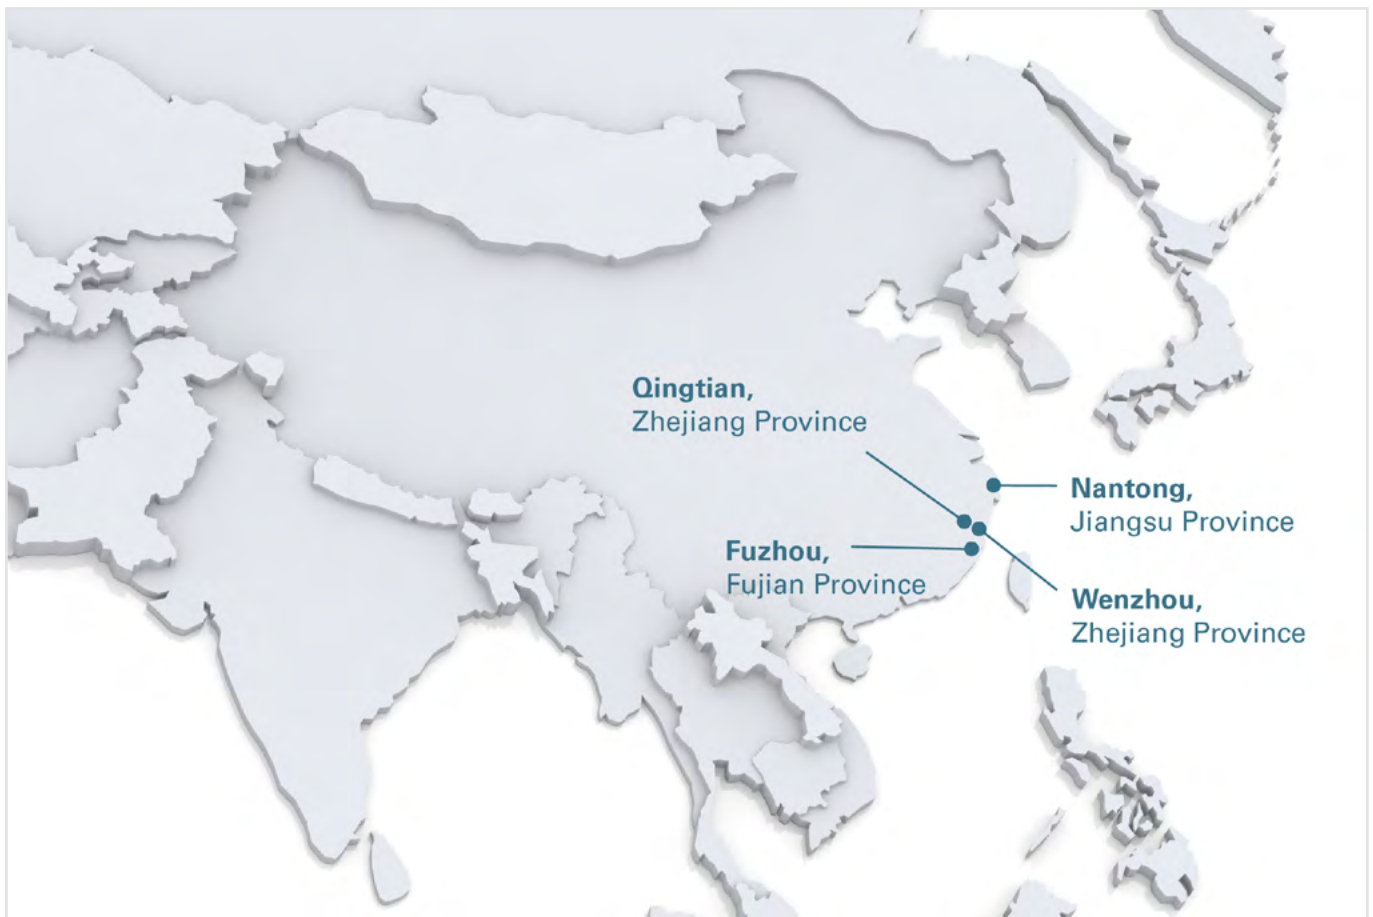 Qingtian,
Zhejiang Province
Nantong,
Jiangsu Province
Fuzhou,
Fujian Province
Wenzhou,
Zhejiang Province